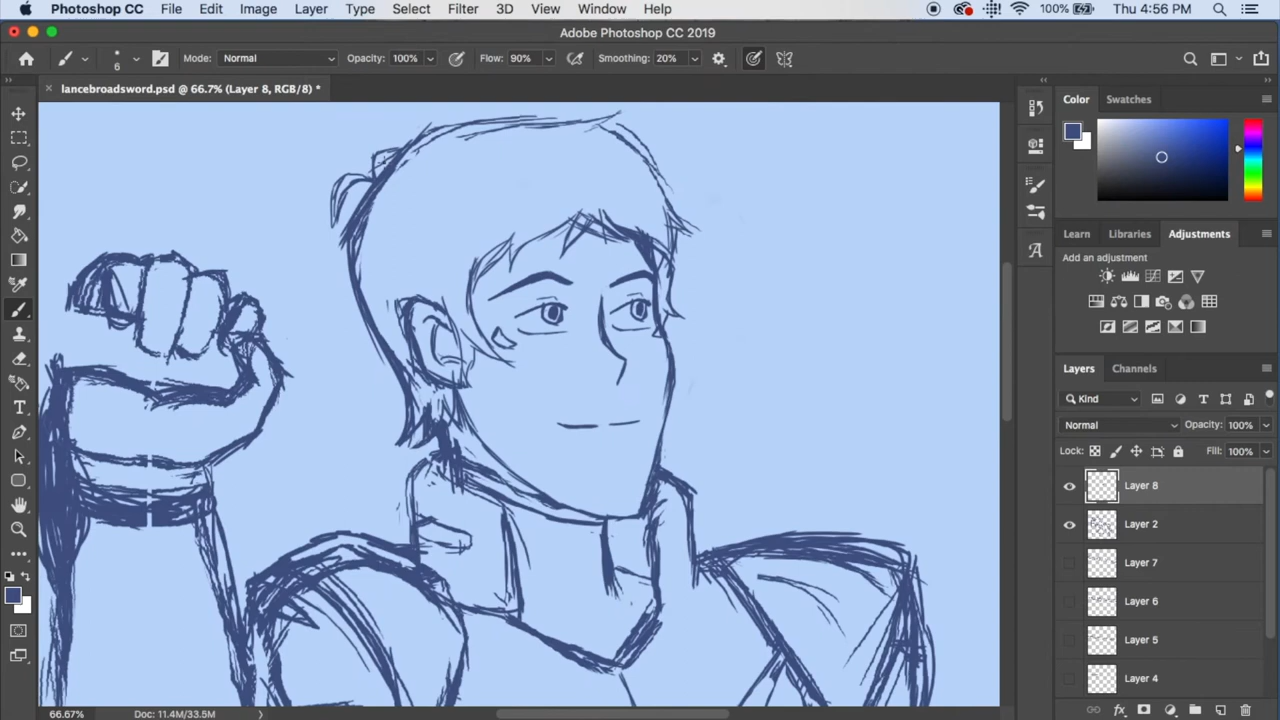 Photoshop CC File Edit Image Layer Type Select Filter 3D View Window Help 100% Thu 4:56 PM
Adobe Photoshop CC 2019
6 Mode: Normal Opacity: 100% Flow: 90% Smoothing: 20%
lancebroadsword.psd @ 66.7% (Layer 8, RGB/8) *
Color Swatches
Learn Libraries Adjustments
Add an adjustment
Layers Channels
Kind
Normal Opacity: 100%
Lock: Fill: 100%
Layer 8
Layer 2
Layer 7
Layer 6
Layer 5
Layer 4
66.67% Doc: 11.4M/33.5M